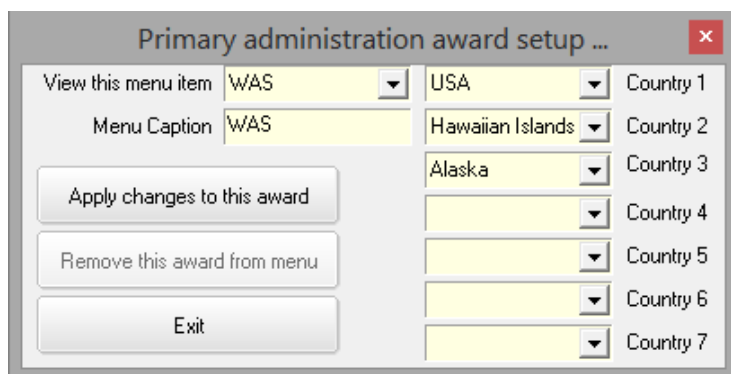 Primary administration award setup ...
View this menu item WAS USA Country 1
Menu Caption WAS Hawaiian Islands Country 2
Alaska Country 3
Apply changes to this award
Country 4
Remove this award from menu
Country 5
Country 6
Exit
Country 7